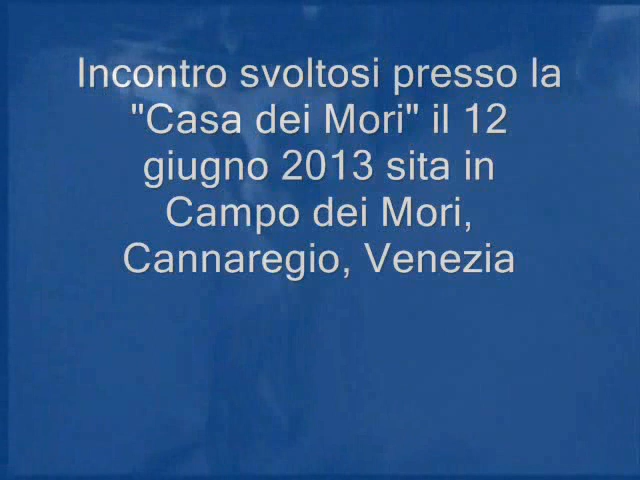 Incontro svoltosi presso la
"Casa dei Mori" il 12
giugno 2013 sita in
Campo dei Mori,
Cannaregio, Venezia